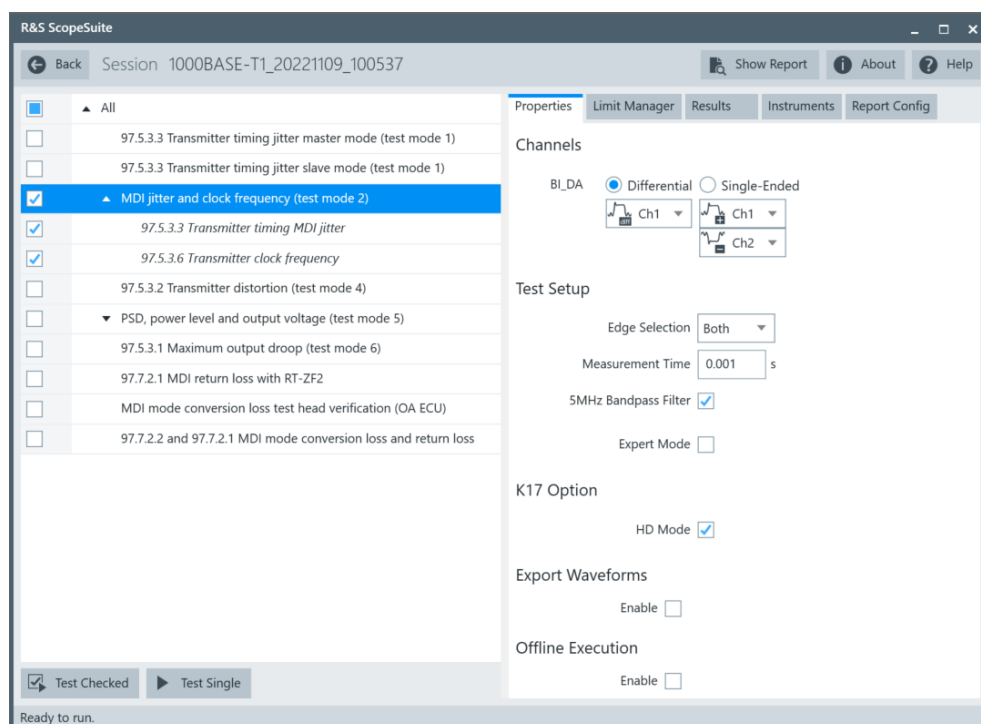 R&S ScopeSuite
Back Session 1000BASE-T1_20221109_100537 Show Report About Help
All
97.5.3.3 Transmitter timing jitter master mode (test mode 1)
97.5.3.3 Transmitter timing jitter slave mode (test mode 1)
MDI jitter and clock frequency (test mode 2)
97.5.3.3 Transmitter timing MDI jitter
97.5.3.6 Transmitter clock frequency
97.5.3.2 Transmitter distortion (test mode 4)
PSD, power level and output voltage (test mode 5)
97.5.3.1 Maximum output droop (test mode 6)
97.7.2.1 MDI return loss with RT-ZF2
MDI mode conversion loss test head verification (OA ECU)
97.7.2.2 and 97.7.2.1 MDI mode conversion loss and return loss
Test Checked Test Single
Properties Limit Manager Results Instruments Report Config
Channels
BI_DA Differential Single-Ended
diff Ch1 Ch1
Ch2
Test Setup
Edge Selection Both
Measurement Time 0.001 s
5MHz Bandpass Filter
Expert Mode
K17 Option
HD Mode
Export Waveforms
Enable
Offline Execution
Enable
Ready to run.